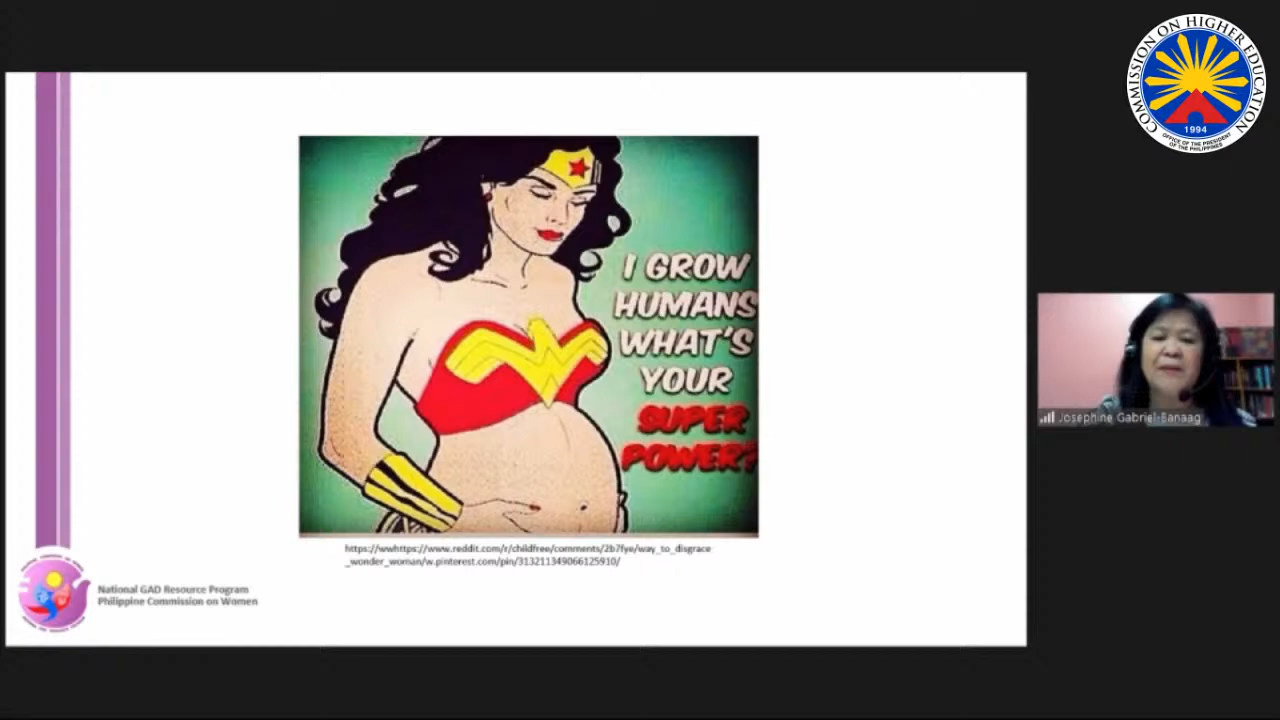 COMMISSION ON HIGHER EDUCATION
1994
OFFICE OF THE PRESIDENT
OF THE PHILIPPINES
I GROW
HUMANS
WHAT'S
YOUR
SUPER
POWER?
Josephine Gabriel-Banaag
https://wwhttps://www.reddit.com/r/childfree/comments/2b7fye/way_to_disgrace
_wonder_woman/w.pinterest.com/pin/313211349066125910/
National GAD Resource Program
Philippine Commission on Women